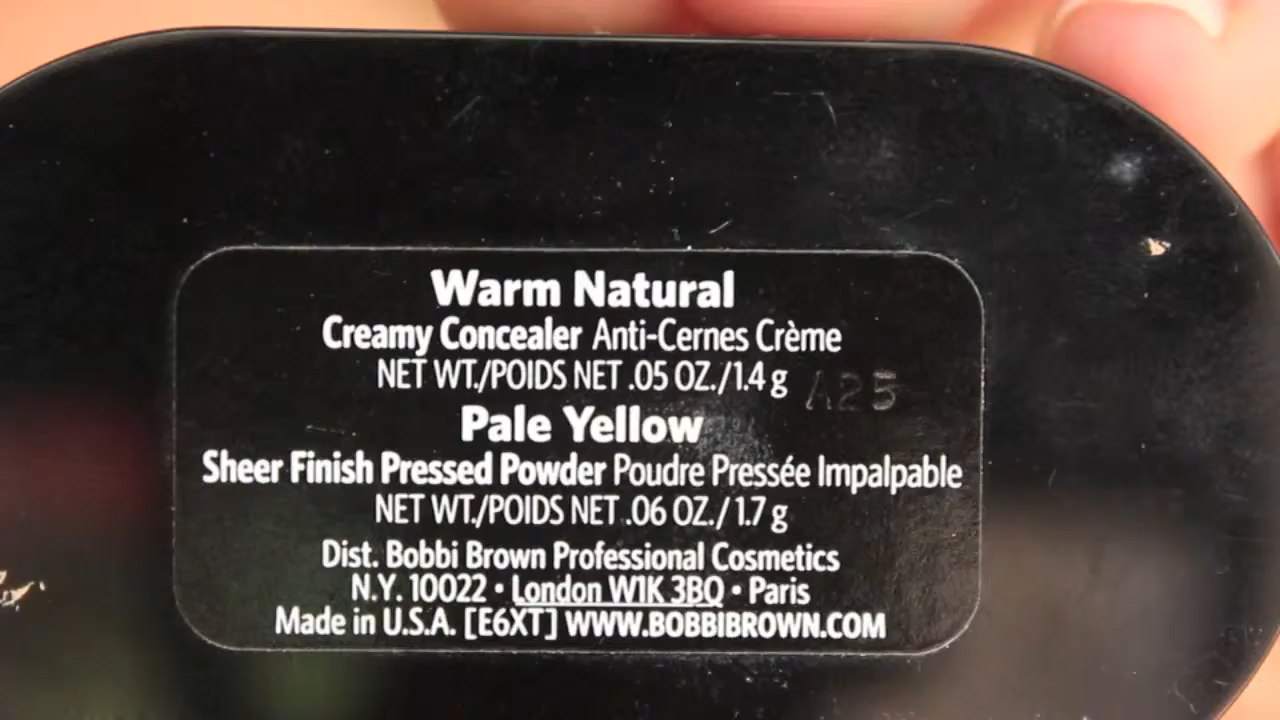 Warm Natural
Creamy Concealer Anti-Cernes Crème
NET WT./POIDS NET .05 OZ./1.4 g
A25
Pale Yellow
Sheer Finish Pressed Powder Poudre Pressée Impalpable
NET WT./POIDS NET .06 OZ./1.7 g
Dist. Bobbi Brown Professional Cosmetics
N.Y. 10022 • London W1K 3BQ • Paris
Made in U.S.A. [E6XT] WWW.BOBBIBROWN.COM